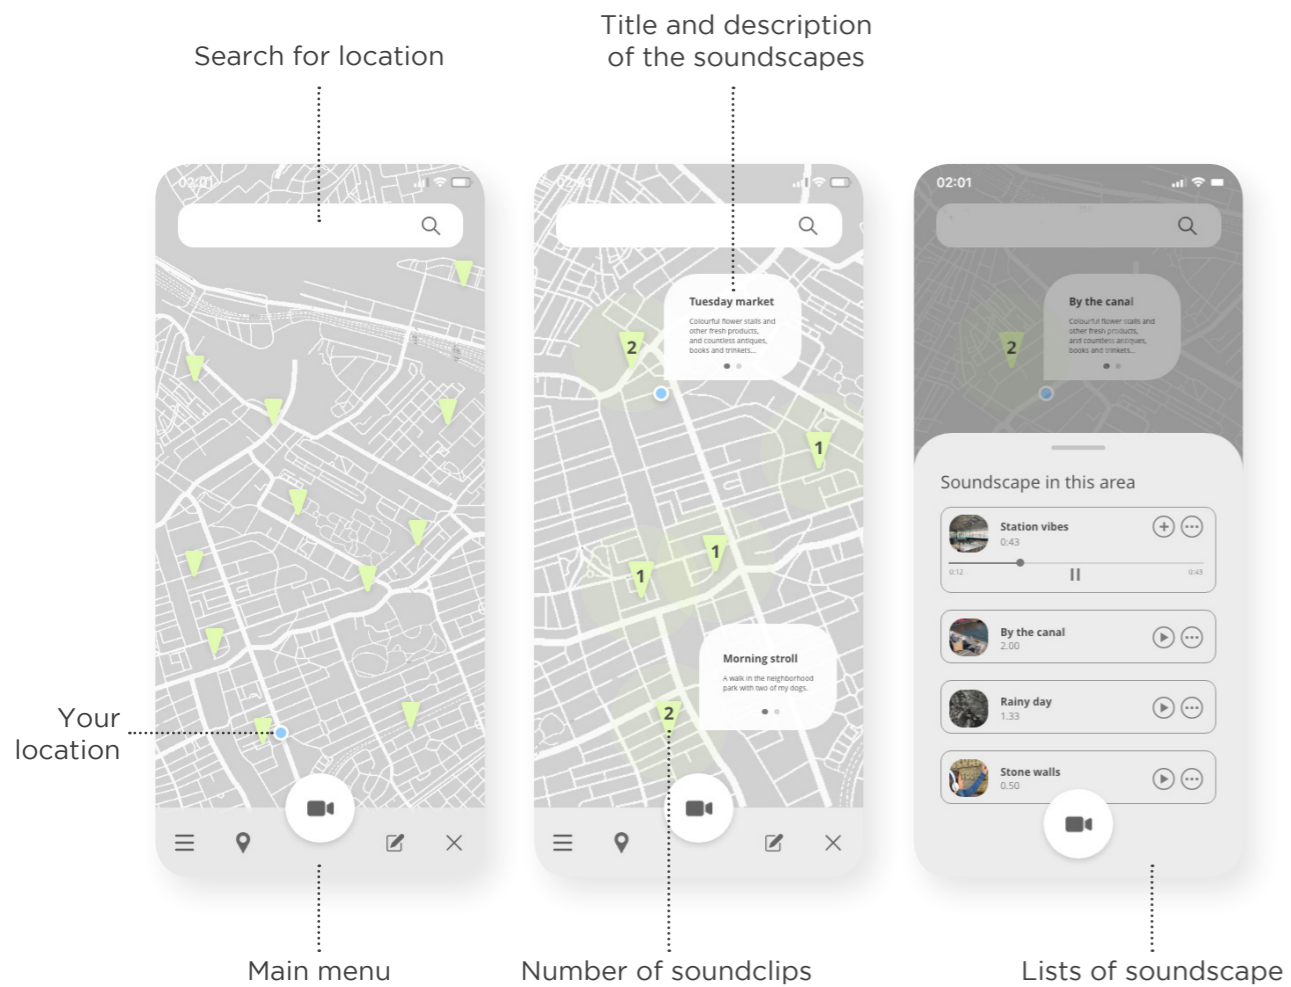 Title and description
of the soundscapes
Search for location
02:01
02:01
02:01
Tuesday market
Colourful flower stalls and
other fresh products,
and countless antiques,
books and trinkets...
2
1
1
1
Morning stroll
A walk in the neighborhood
park with two of my dogs.
2
By the canal
Colourful flower stalls and
other fresh products,
and countless antiques,
books and trinkets...
2
Soundscape in this area
Station vibes
0:43
0:12
0:43
By the canal
2.00
Rainy day
1.33
Stone walls
0.50
Your
location
Main menu
Number of soundclips
Lists of soundscape